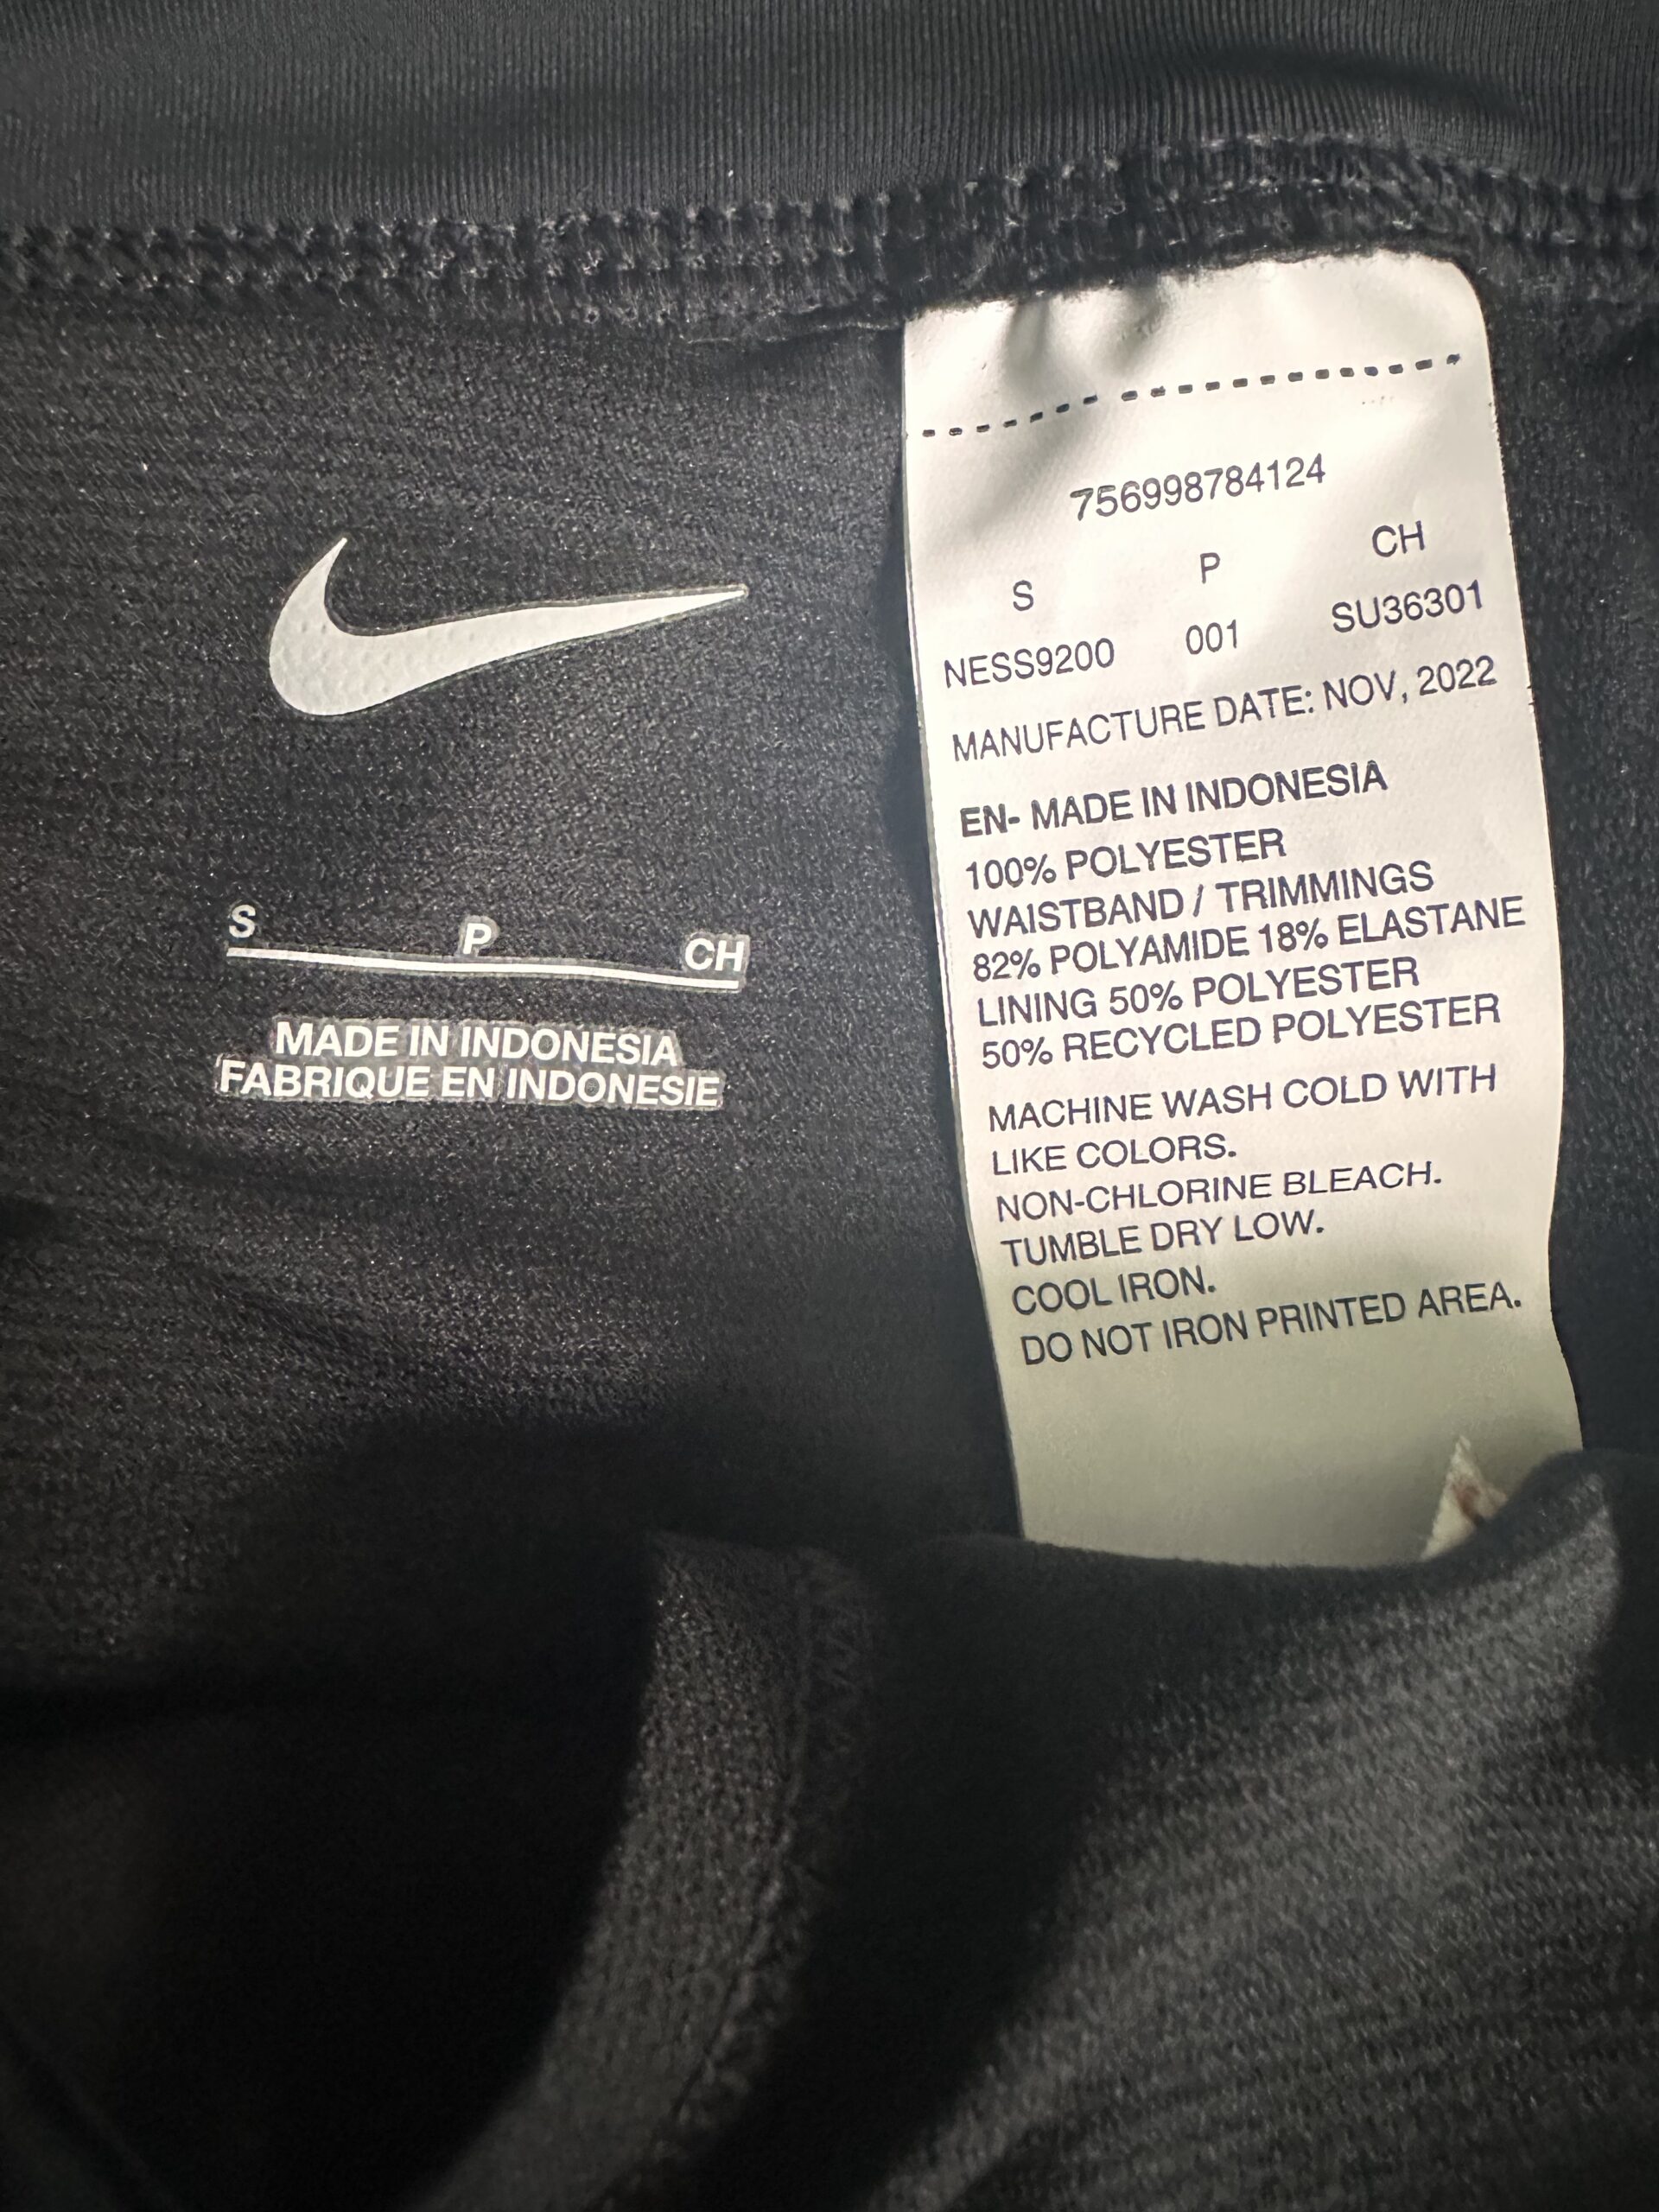 S P CH
MADE IN INDONESIA
FABRIQUE EN INDONESIE
756998784124
S P CH
NESS9200 001 SU36301
MANUFACTURE DATE: NOV, 2022
EN- MADE IN INDONESIA
100% POLYESTER
WAISTBAND / TRIMMINGS
82% POLYAMIDE 18% ELASTANE
LINING 50% POLYESTER
50% RECYCLED POLYESTER
MACHINE WASH COLD WITH
LIKE COLORS.
NON-CHLORINE BLEACH.
TUMBLE DRY LOW.
COOL IRON.
DO NOT IRON PRINTED AREA.